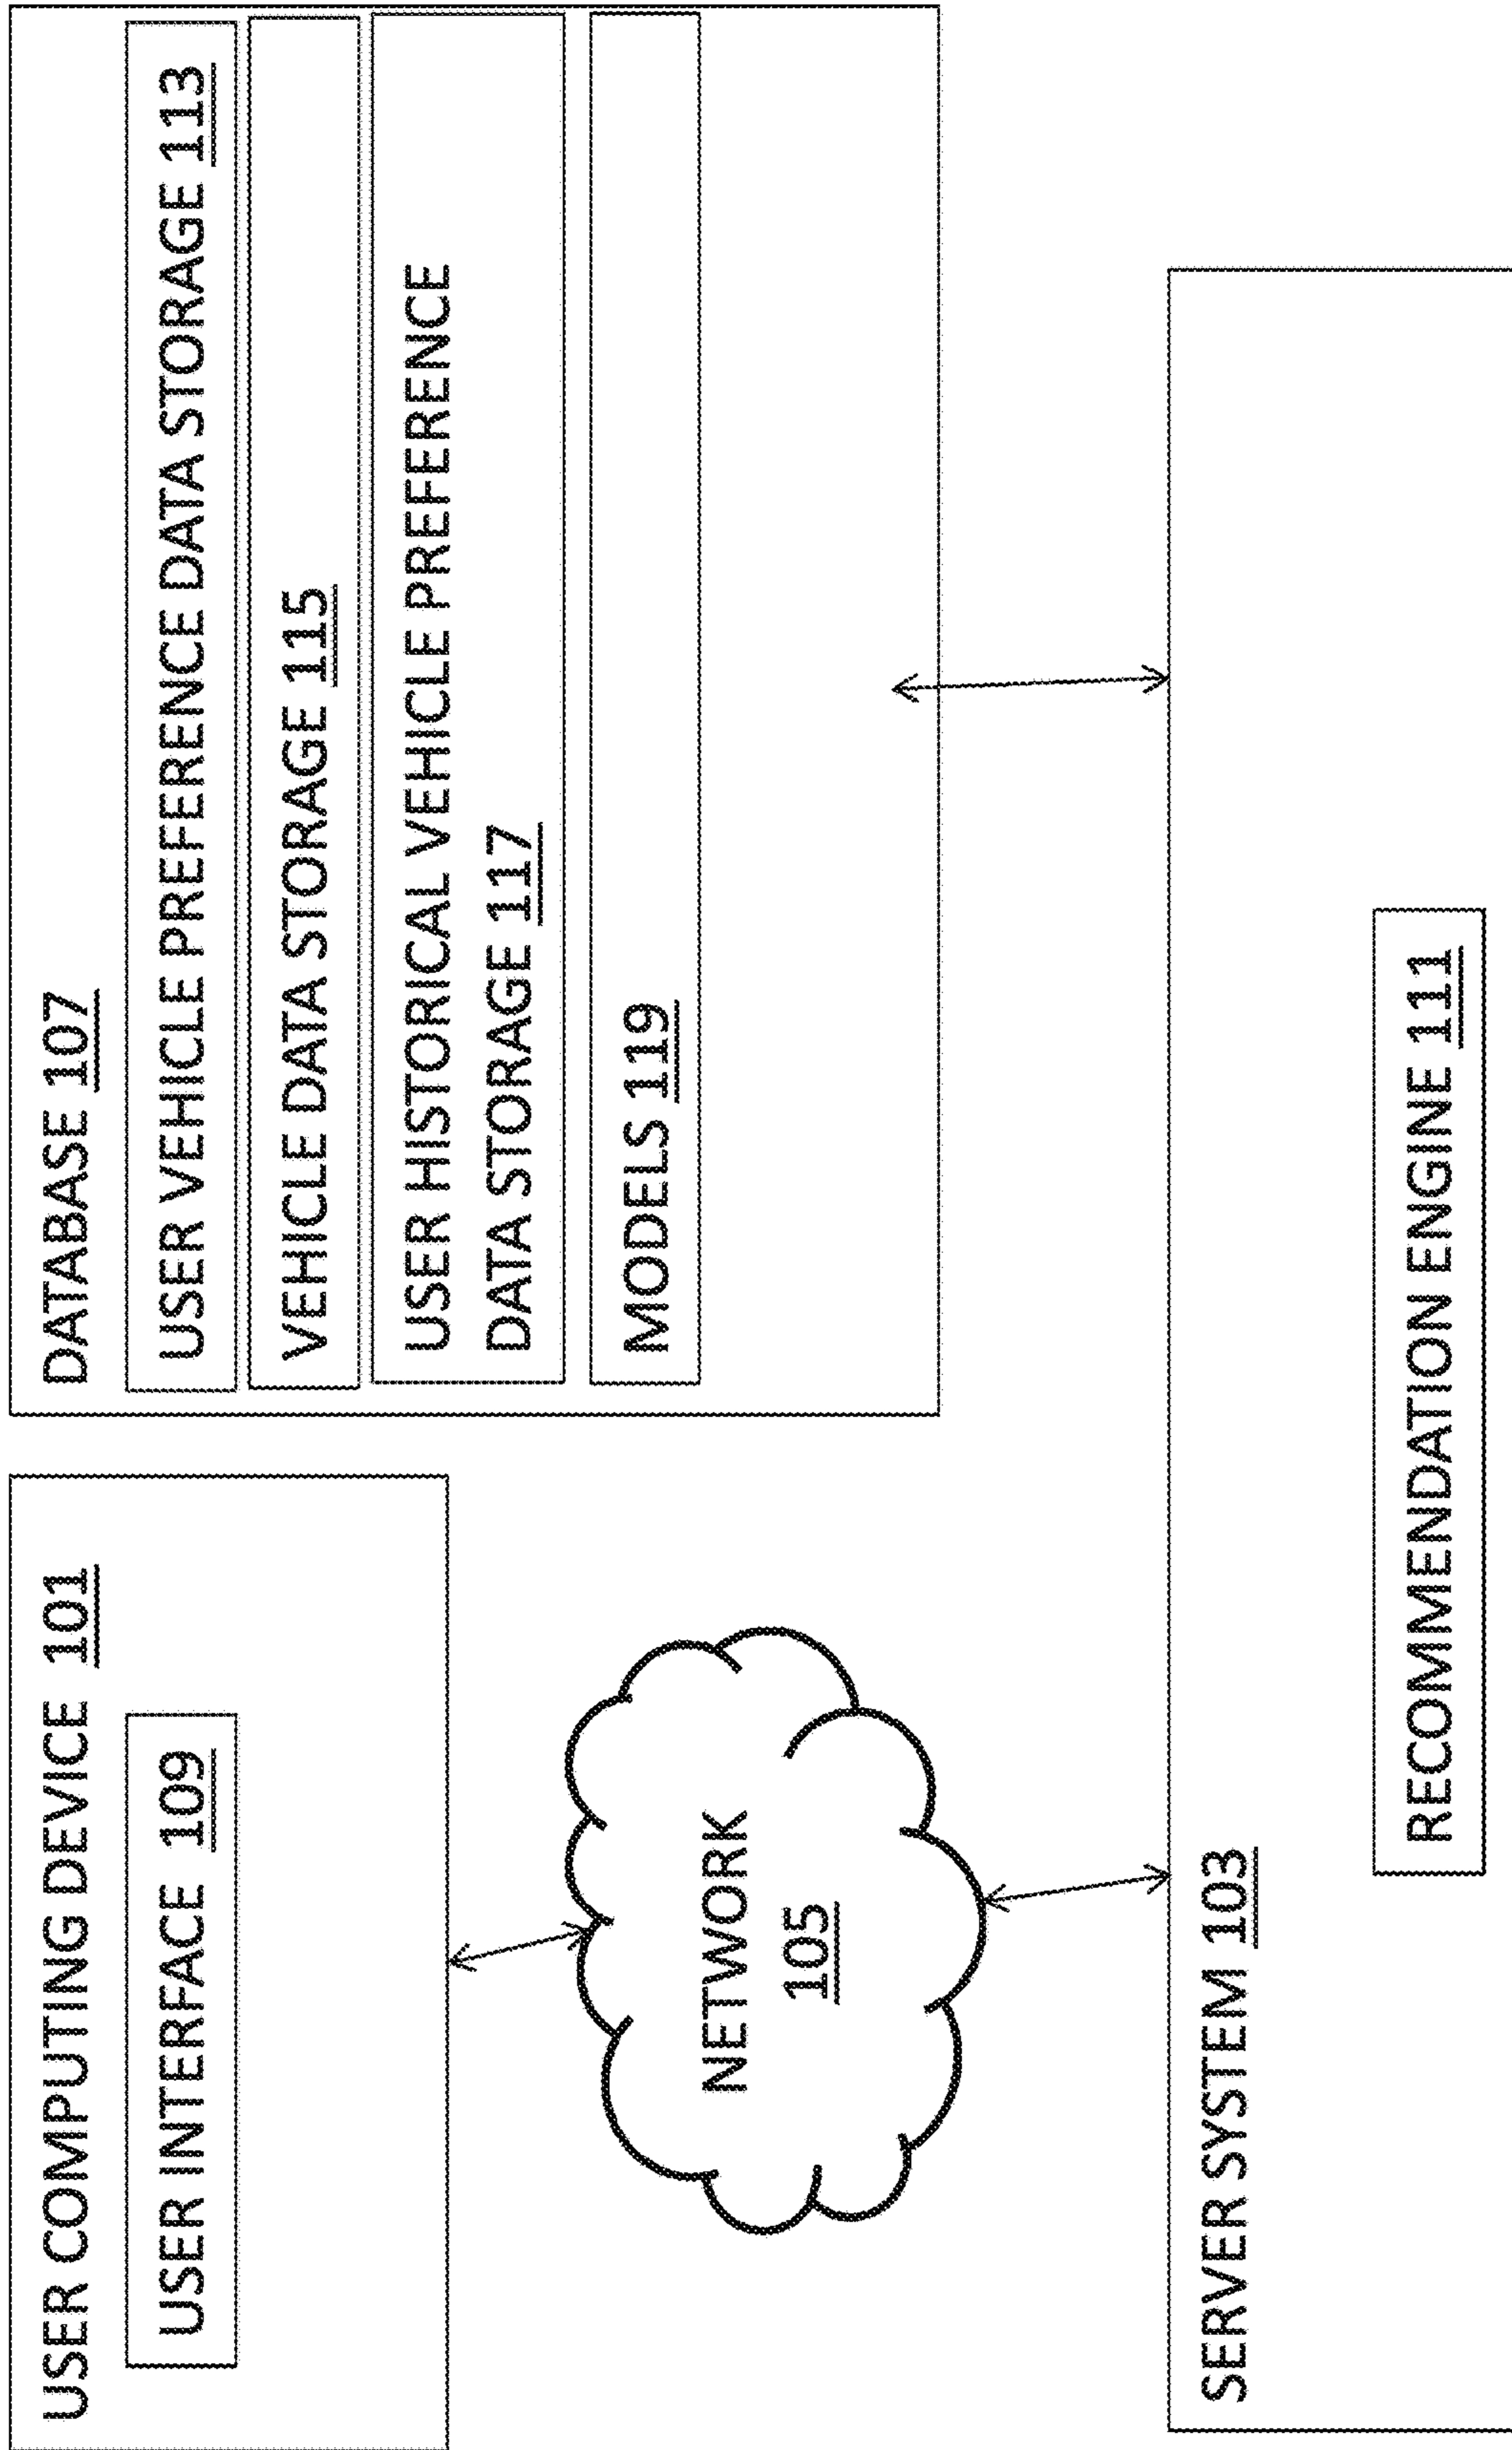 USER COMPUTING DEVICE 101
USER INTERFACE 109
NETWORK
105
DATABASE 107
USER VEHICLE PREFERENCE DATA STORAGE 113
VEHICLE DATA STORAGE 115
USER HISTORICAL VEHICLE PREFERENCE
DATA STORAGE 117
MODELS 119
SERVER SYSTEM 103
RECOMMENDATION ENGINE 111